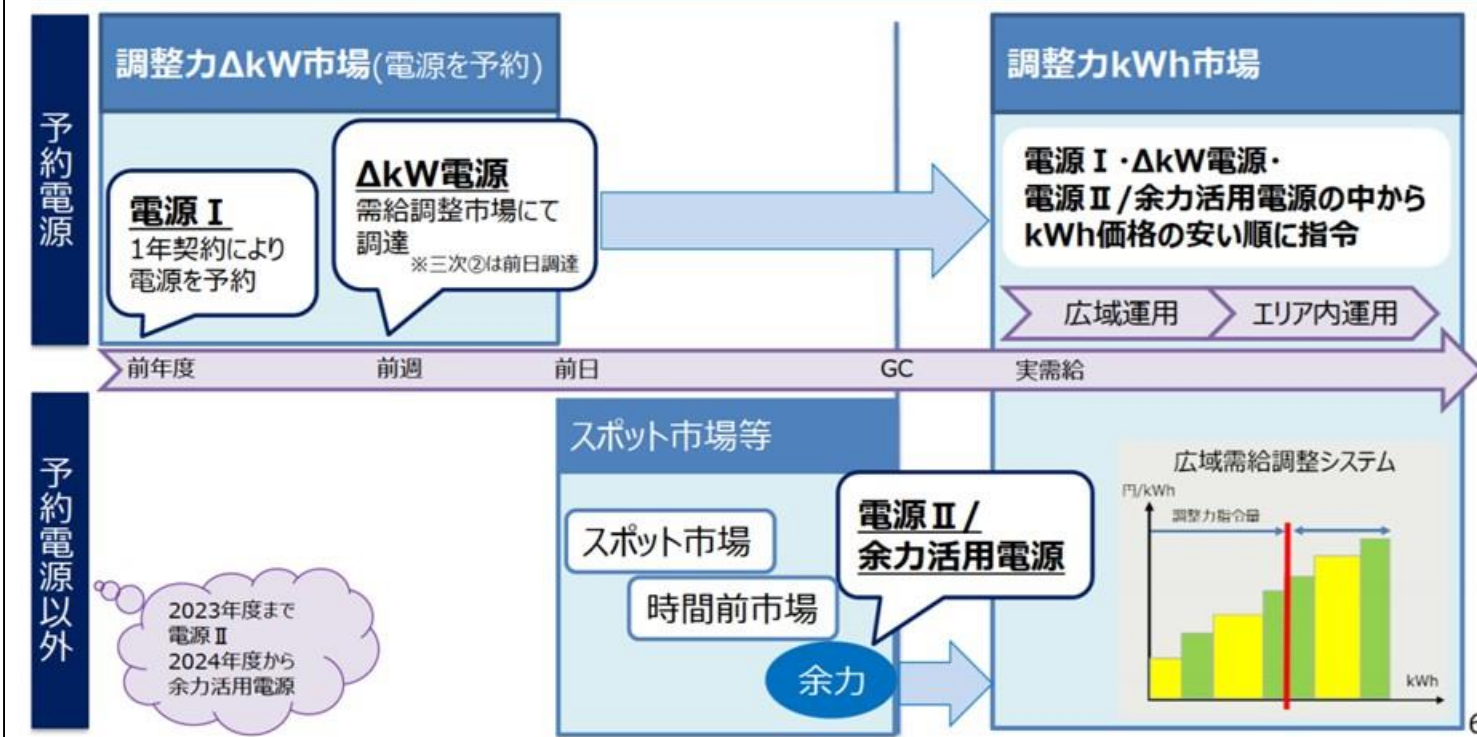 予約電源
調整力ΔkW市場(電源を予約)
電源Ⅰ
1年契約により
電源を予約
ΔkW電源
需給調整市場にて
調達
※三次②は前日調達
調整力kWh市場
電源Ⅰ・ΔkW電源・
電源Ⅱ/余力活用電源の中から
kWh価格の安い順に指令
広域運用
エリア内運用
前年度
前週
前日
GC
実需給
予約電源以外
2023年度まで
電源Ⅱ
2024年度から
余力活用電源
スポット市場等
スポット市場
時間前市場
余力
電源Ⅱ/
余力活用電源
広域需給調整システム
円/kWh
調整力指令量
kWh
6